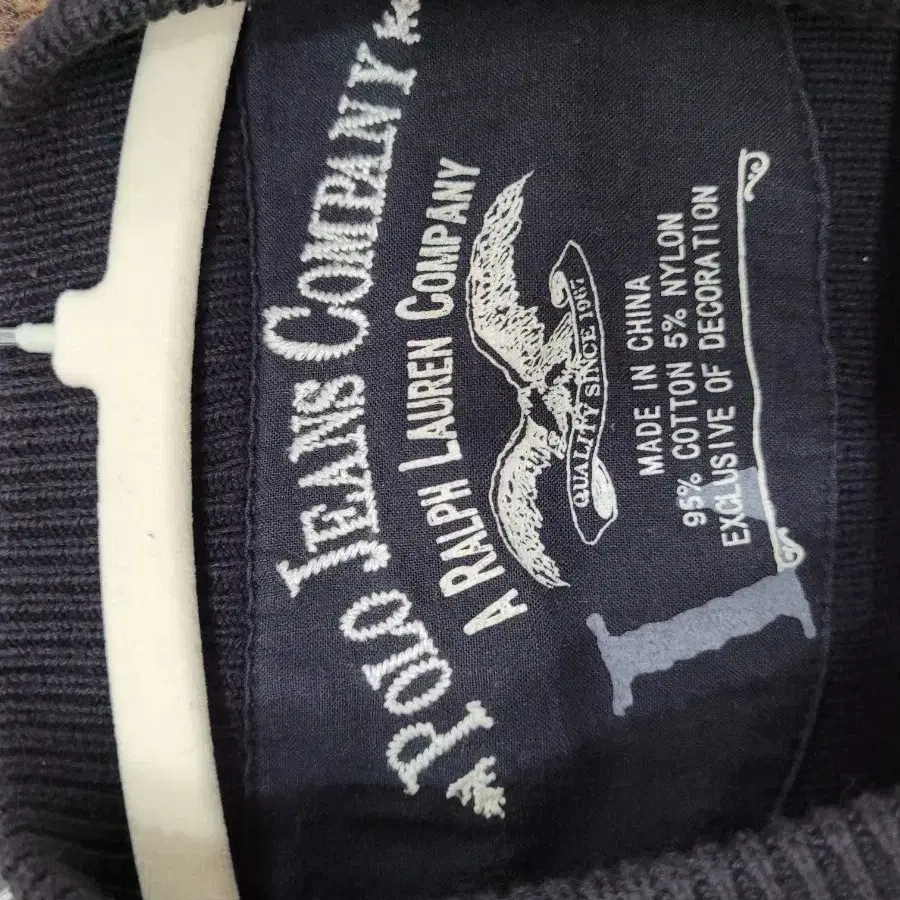 POLO JEANS COMPANY
A RALPH LAUREN COMPANY
QUALITY SINCE 1967
MADE IN CHINA
95% COTTON 5% NYLON
EXCLUSIVE OF DECORATION
L